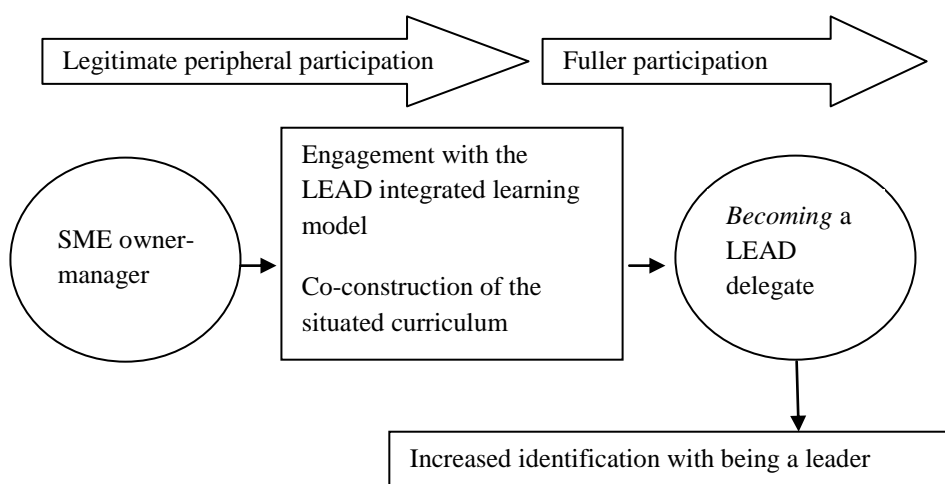 Legitimate peripheral participation
Fuller participation
SME owner-
manager
Engagement with the
LEAD integrated learning
model
Co-construction of the
situated curriculum
Becoming a
LEAD
delegate
Increased identification with being a leader